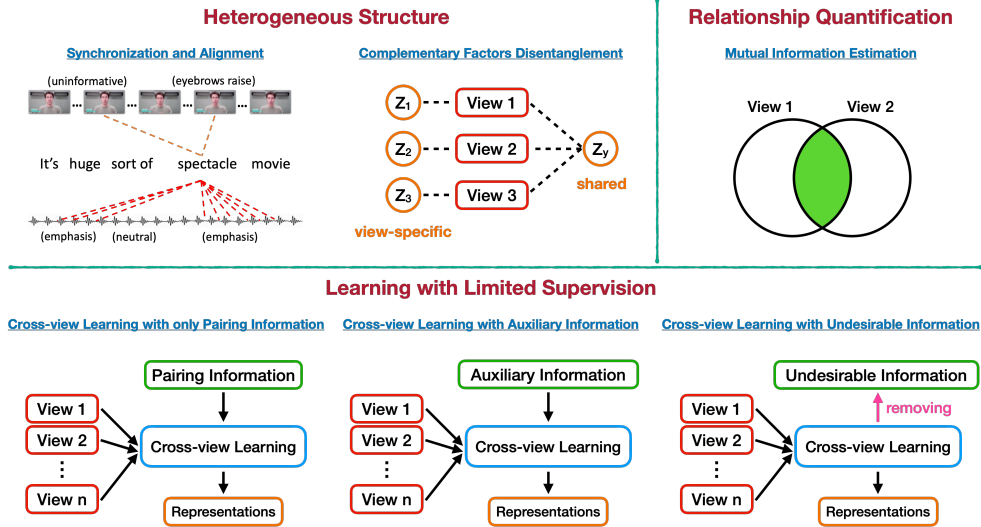 Heterogeneous Structure
Synchronization and Alignment
(uninformative) (eyebrows raise)
... ... ... ...
It's huge sort of spectacle movie
(emphasis) (neutral) (emphasis)
Complementary Factors Disentanglement
Z1 View 1
Z2 View 2 Zy
Z3 View 3 shared
view-specific
Relationship Quantification
Mutual Information Estimation
View 1 View 2
Learning with Limited Supervision
Cross-view Learning with only Pairing Information
Pairing Information
View 1
View 2 Cross-view Learning
⋮
View n
Representations
Cross-view Learning with Auxiliary Information
Auxiliary Information
View 1
View 2 Cross-view Learning
⋮
View n
Representations
Cross-view Learning with Undesirable Information
Undesirable Information
View 1 removing
View 2 Cross-view Learning
⋮
View n
Representations